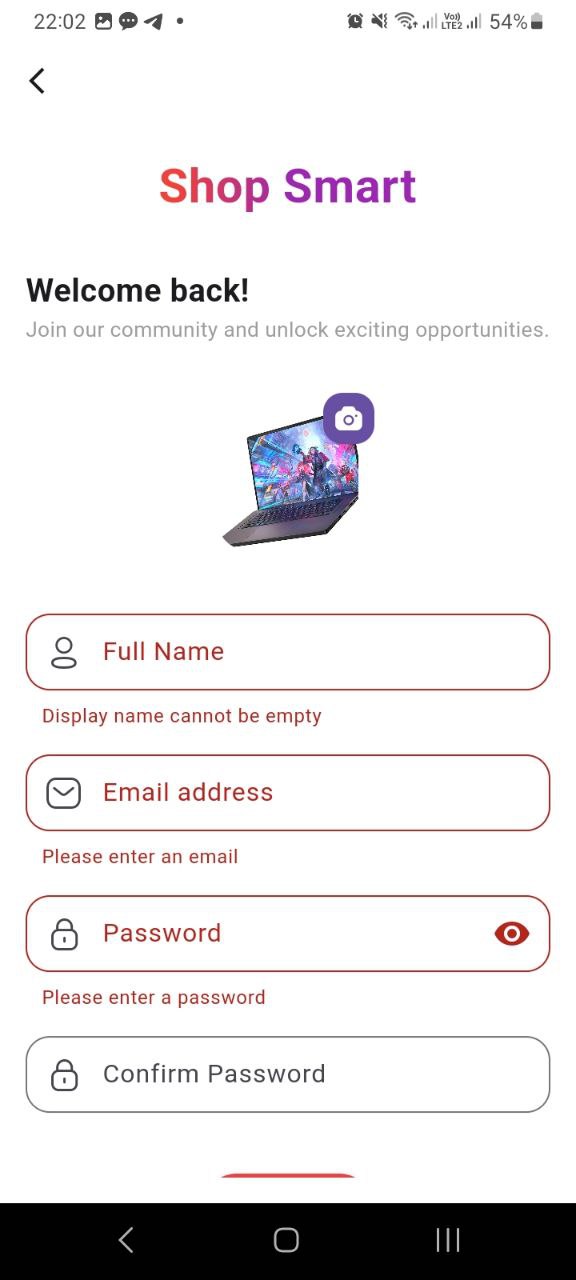 22:02 Vo)) LTE2 54%
Shop Smart
Welcome back!
Join our community and unlock exciting opportunities.
Full Name
Display name cannot be empty
Email address
Please enter an email
Password
Please enter a password
Confirm Password